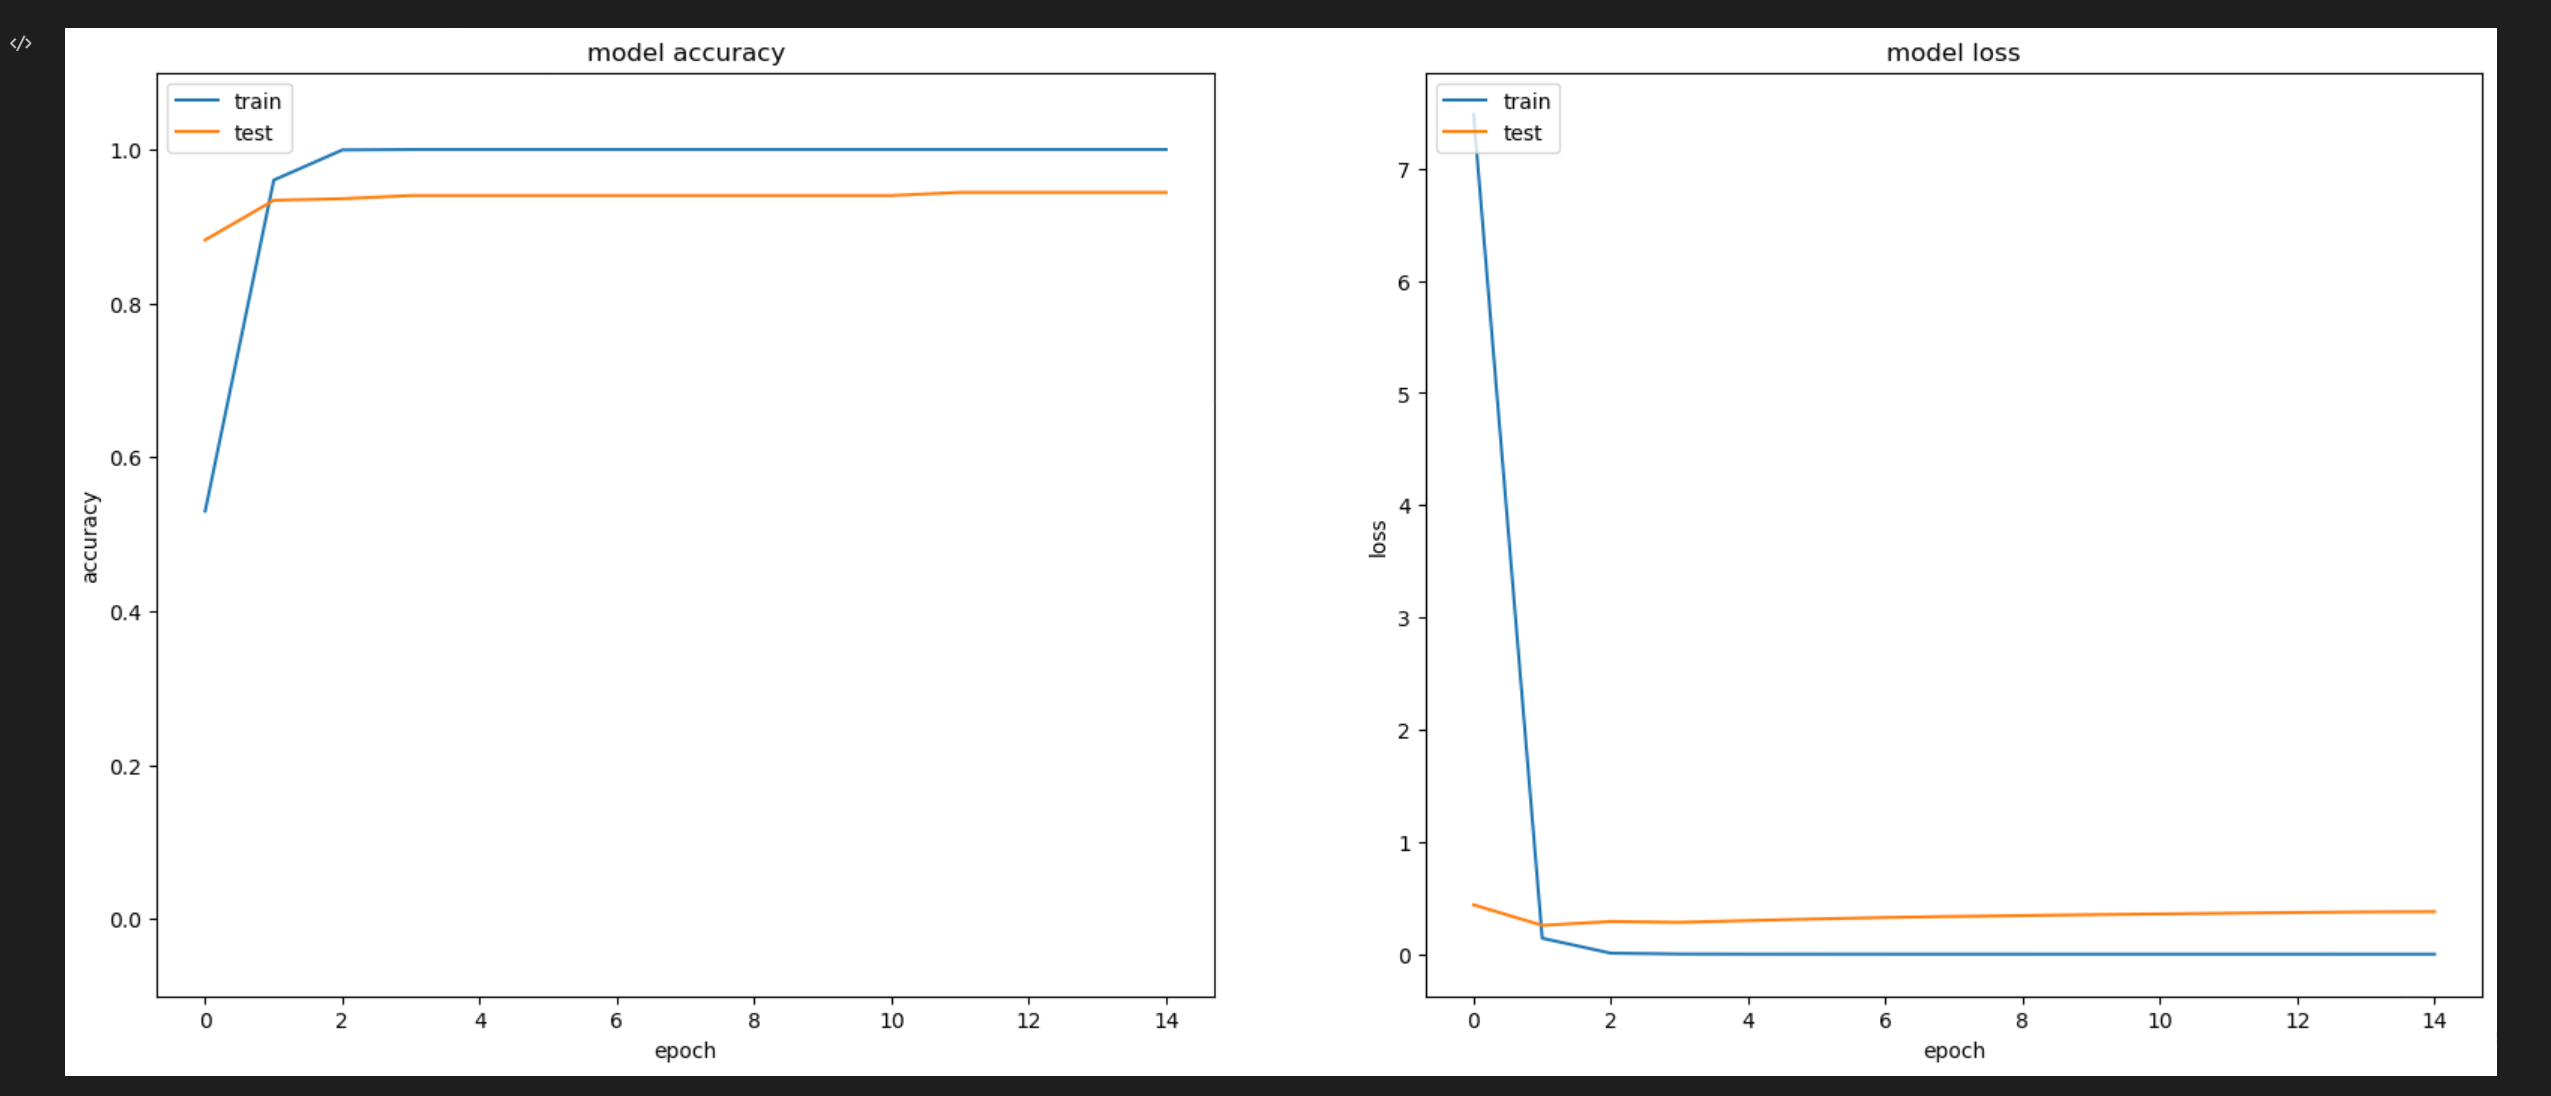 </>
model accuracy
train
test
1.0
0.8
0.6
0.4
0.2
0.0
accuracy
0 2 4 6 8 10 12 14
epoch
model loss
train
test
7
6
5
4
3
2
1
0
loss
0 2 4 6 8 10 12 14
epoch